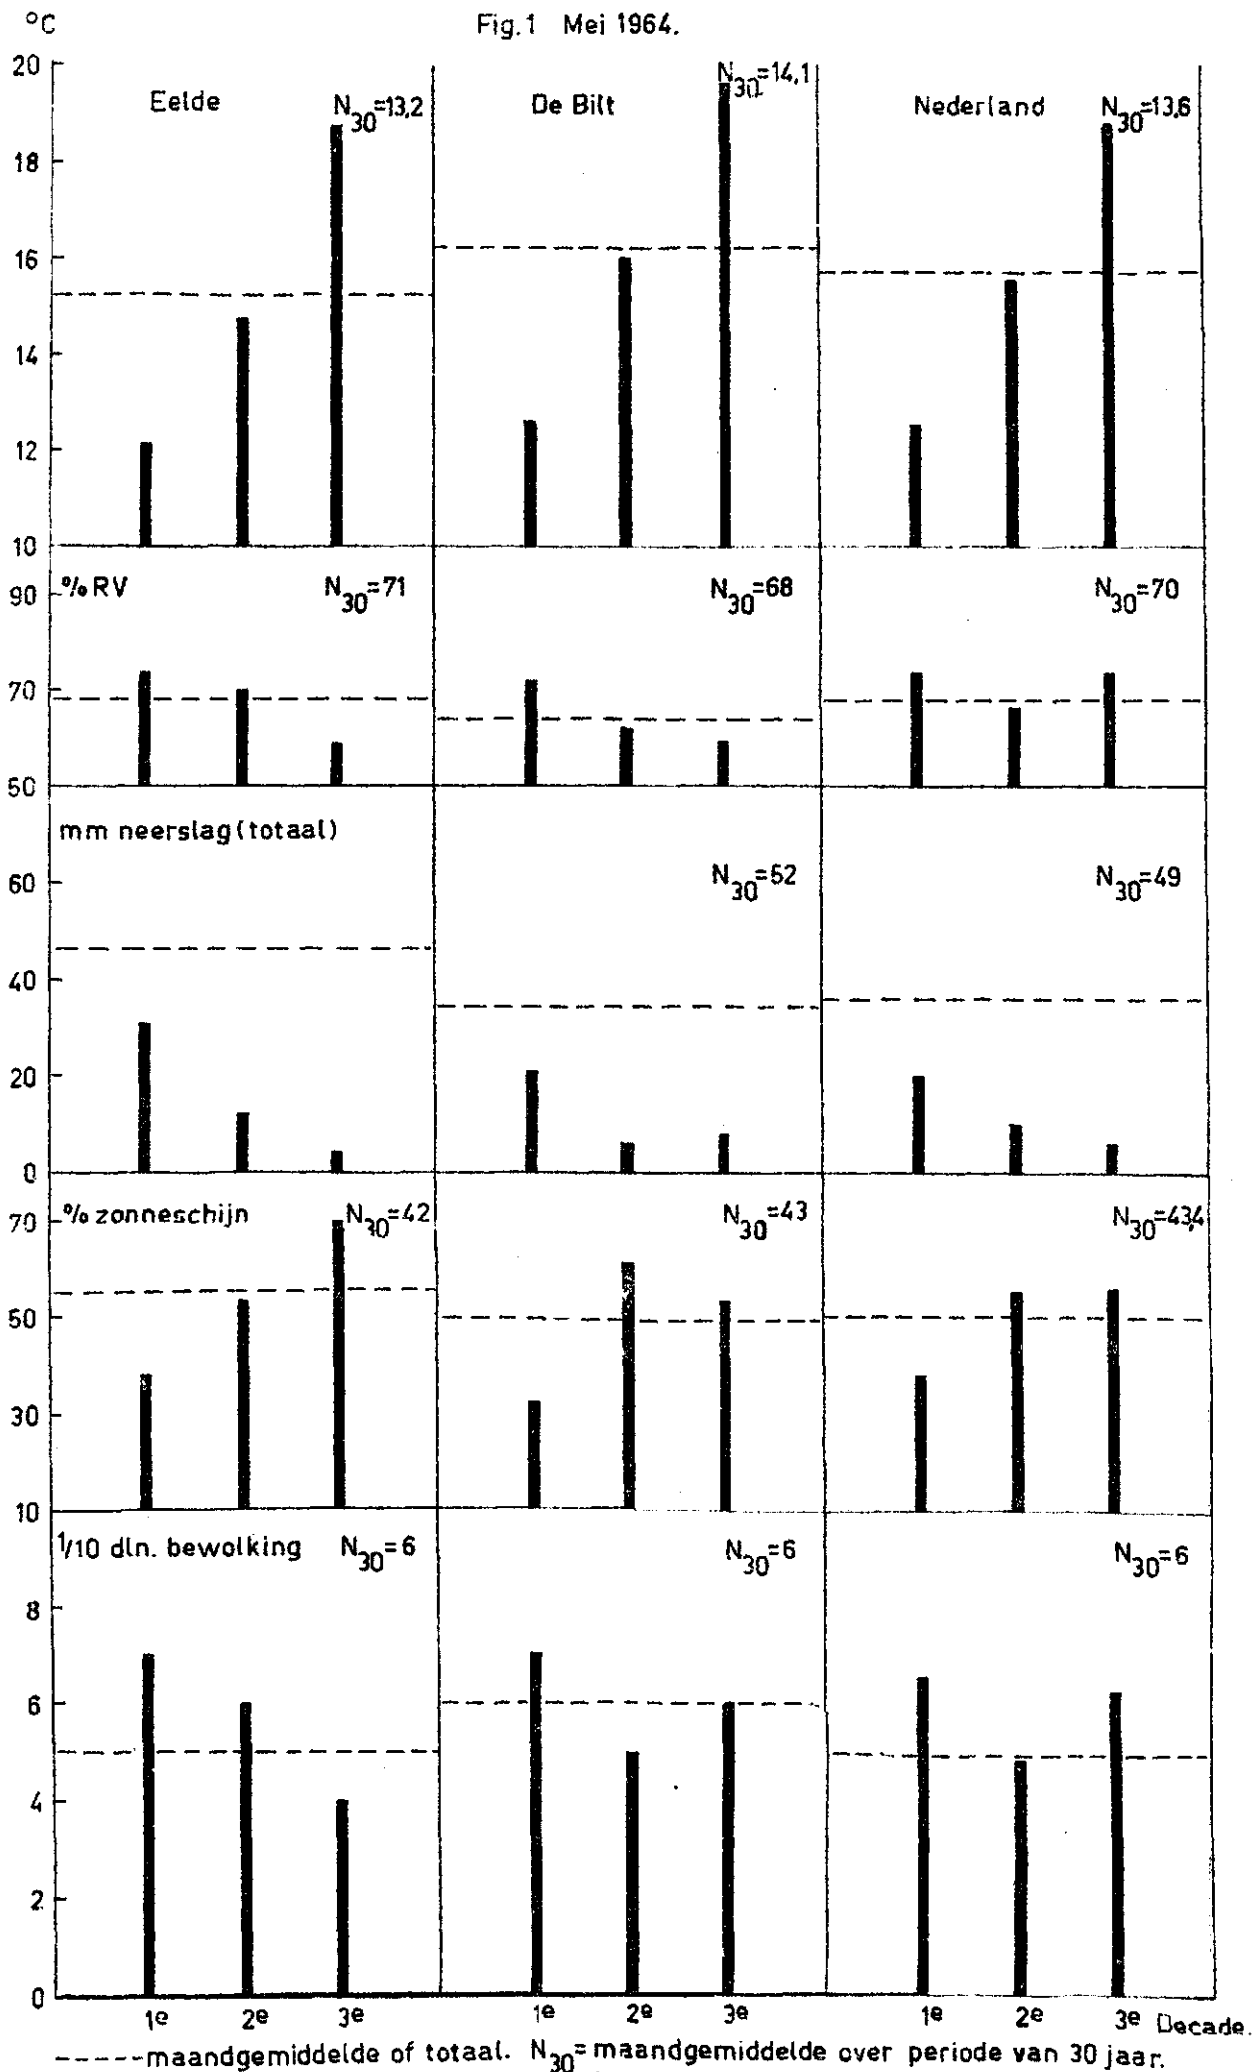 °C
Fig.1 Mei 1964.
20
18
16
14
12
10
Eelde
N30=13,2
De Bilt
N30=14,1
Nederland
N30=13,6
% RV
90
70
50
N30=71
N30=68
N30=70
mm neerslag (totaal)
60
40
20
0
N30=52
N30=49
% zonneschijn
70
50
30
10
N30=42
N30=43
N30=43,4
1/10 dln. bewolking
N30=6
N30=6
N30=6
8
6
4
2
0
1e 2e 3e 1e 2e 3e 1e 2e 3e Decade.
-----maandgemiddelde of totaal. N30= maandgemiddelde over periode van 30 jaar.